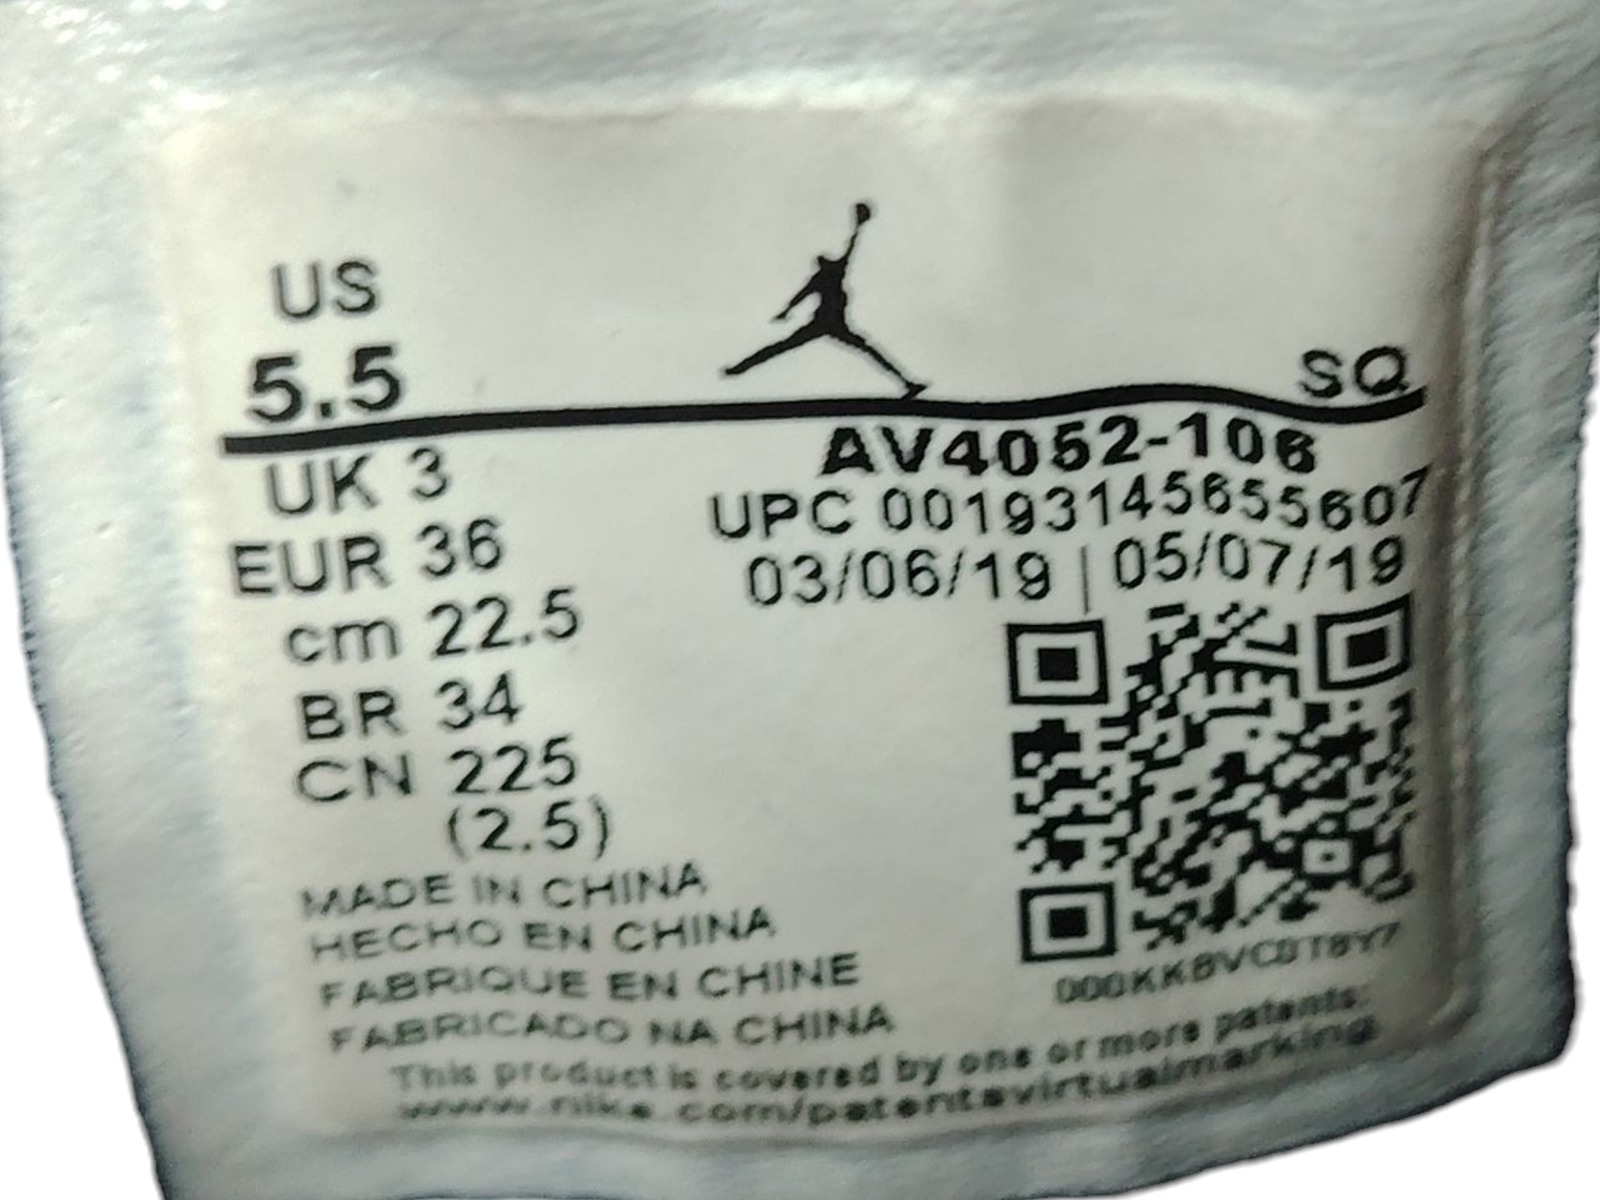 US
5.5
SQ
UK 3
AV4052-106
EUR 36
UPC 00193145655607
cm 22.5
03/06/19 | 05/07/19
BR 34
CN 225
(2.5)
MADE IN CHINA
HECHO EN CHINA
FABRIQUE EN CHINE
FABRICADO NA CHINA
This product is covered by one or more patents:
www.nike.com/patentsvirtualmarking